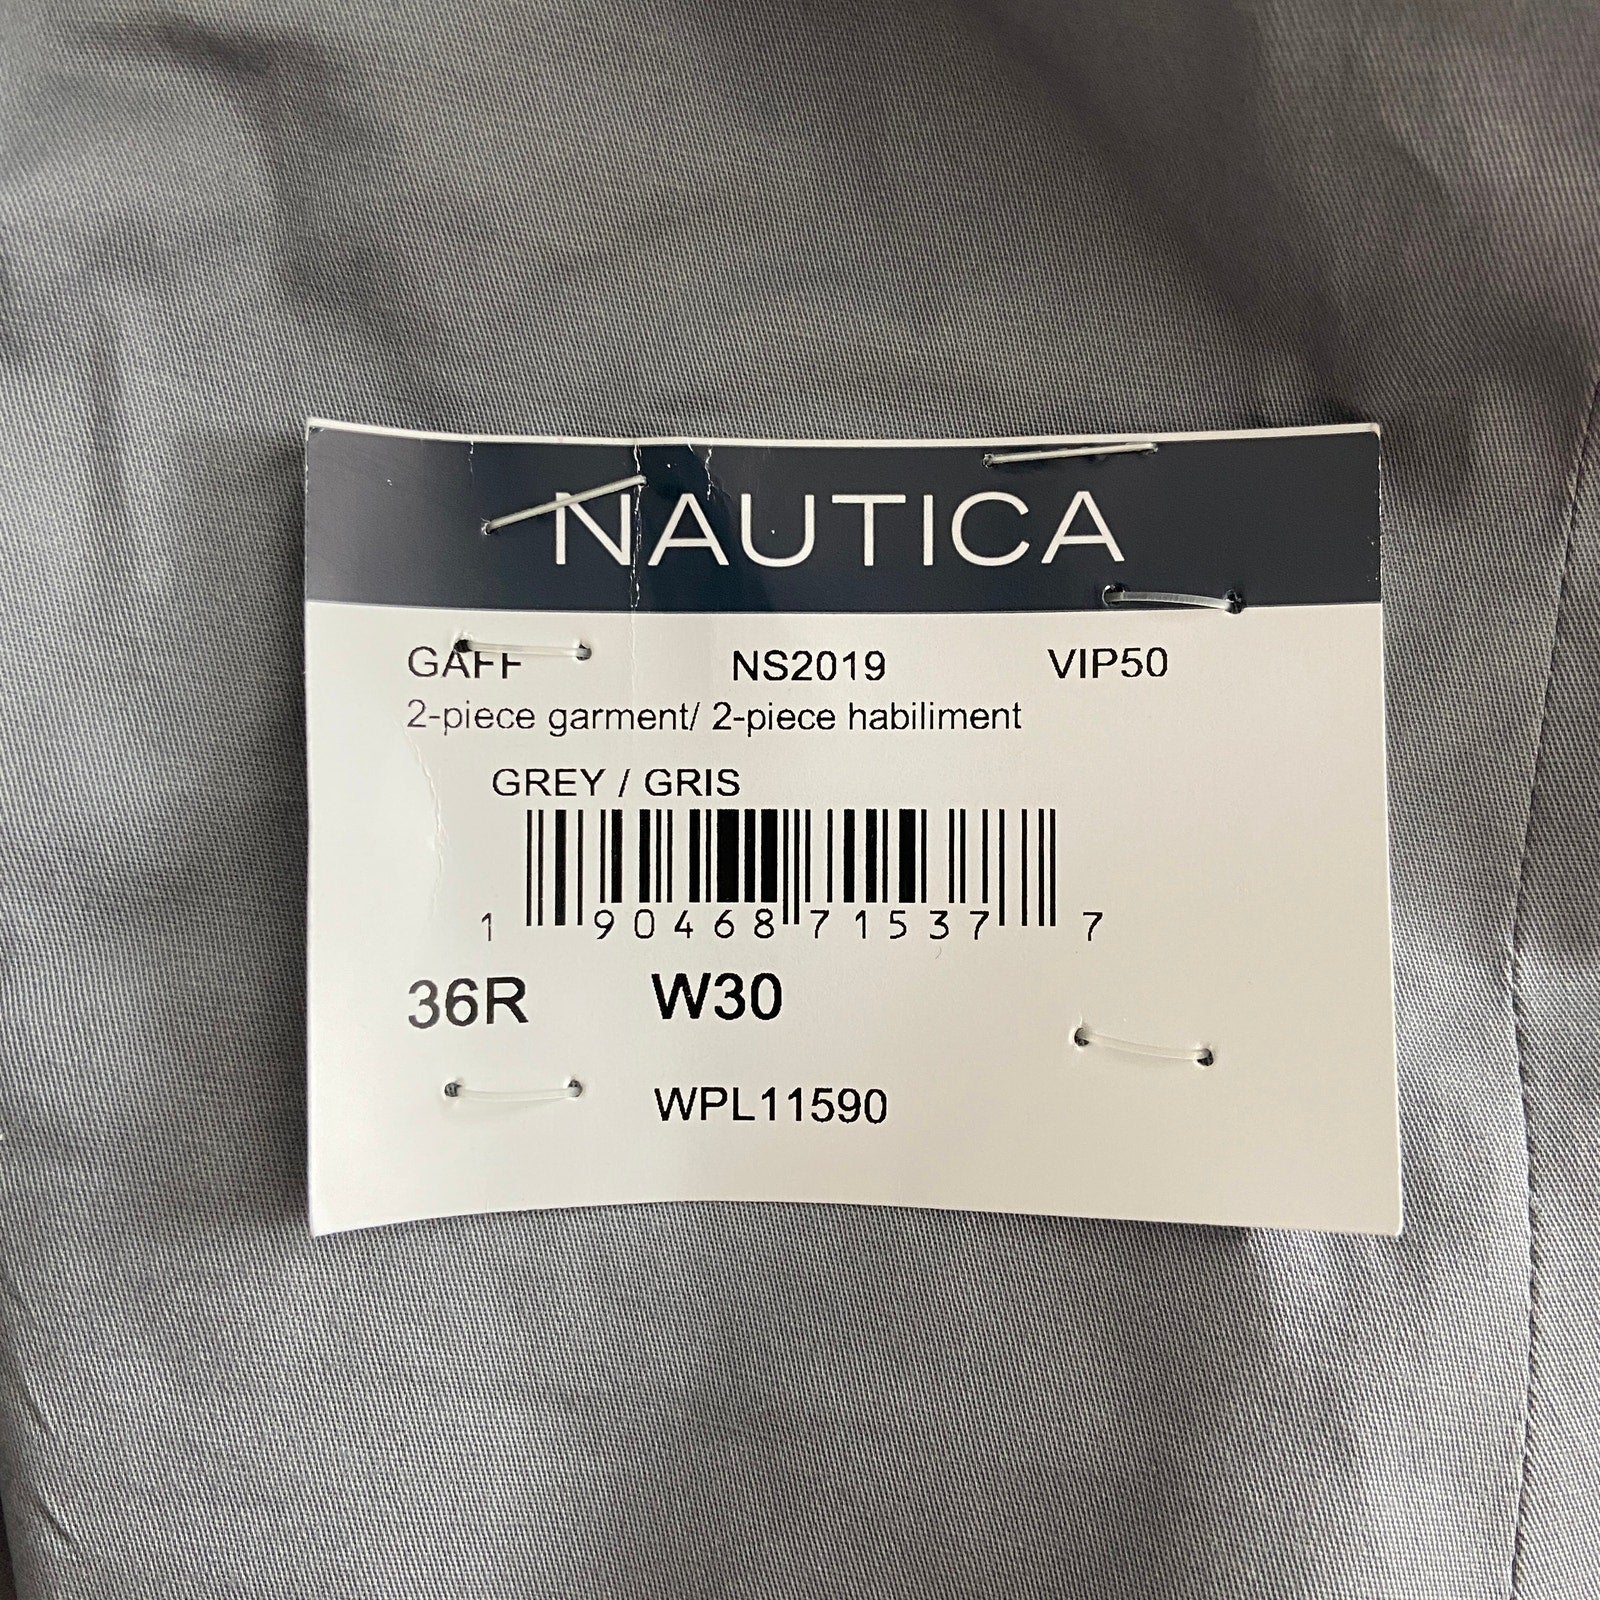 NAUTICA
GAFF NS2019 VIP50
2-piece garment/ 2-piece habiliment
GREY / GRIS
1 90468 71537 7
36R W30
WPL11590